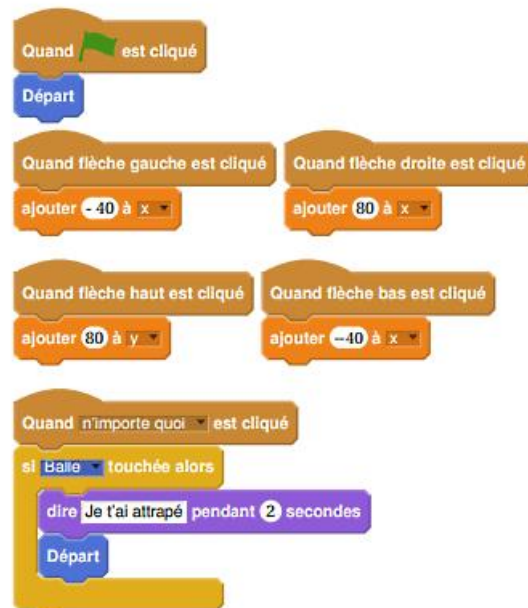 Quand est cliqué
Départ
Quand flèche gauche est cliqué
ajouter -40 à x
Quand flèche droite est cliqué
ajouter 80 à x
Quand flèche haut est cliqué
ajouter 80 à y
Quand flèche bas est cliqué
ajouter -40 à x
Quand n'importe quoi est cliqué
si Balle touchée alors
dire Je t'ai attrapé pendant 2 secondes
Départ